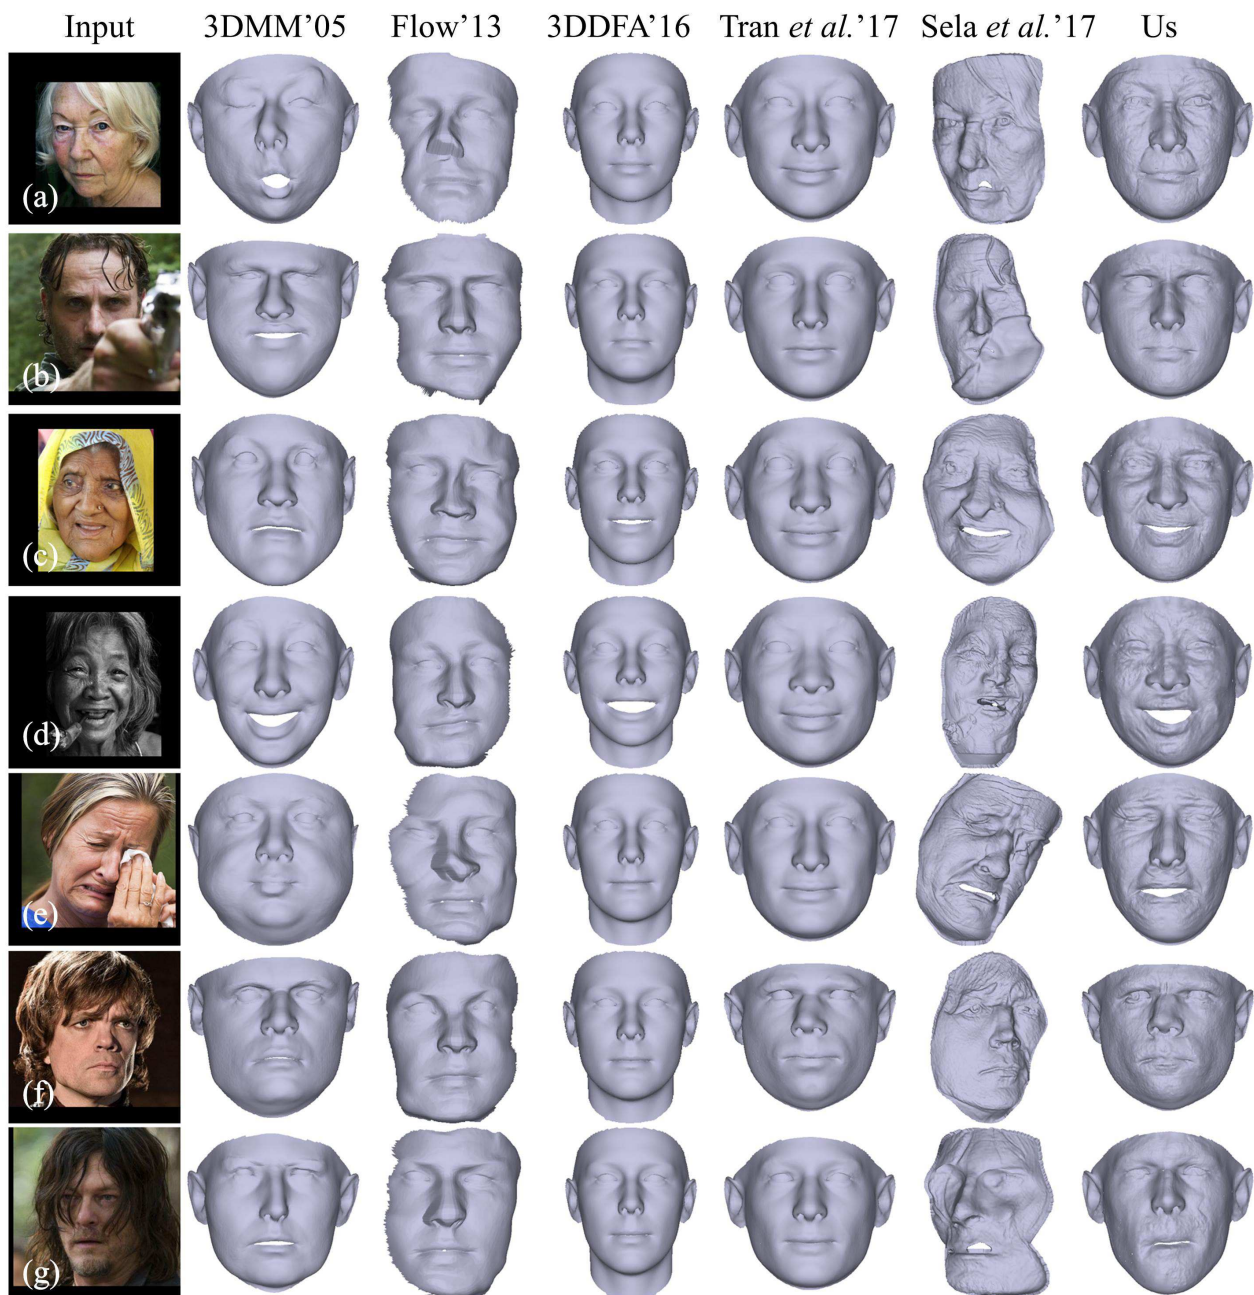 Input 3DMM’05 Flow’13 3DDFA’16 Tran et al.’17 Sela et al.’17 Us
(a)
(b)
(c)
(d)
(e)
(f)
(g)